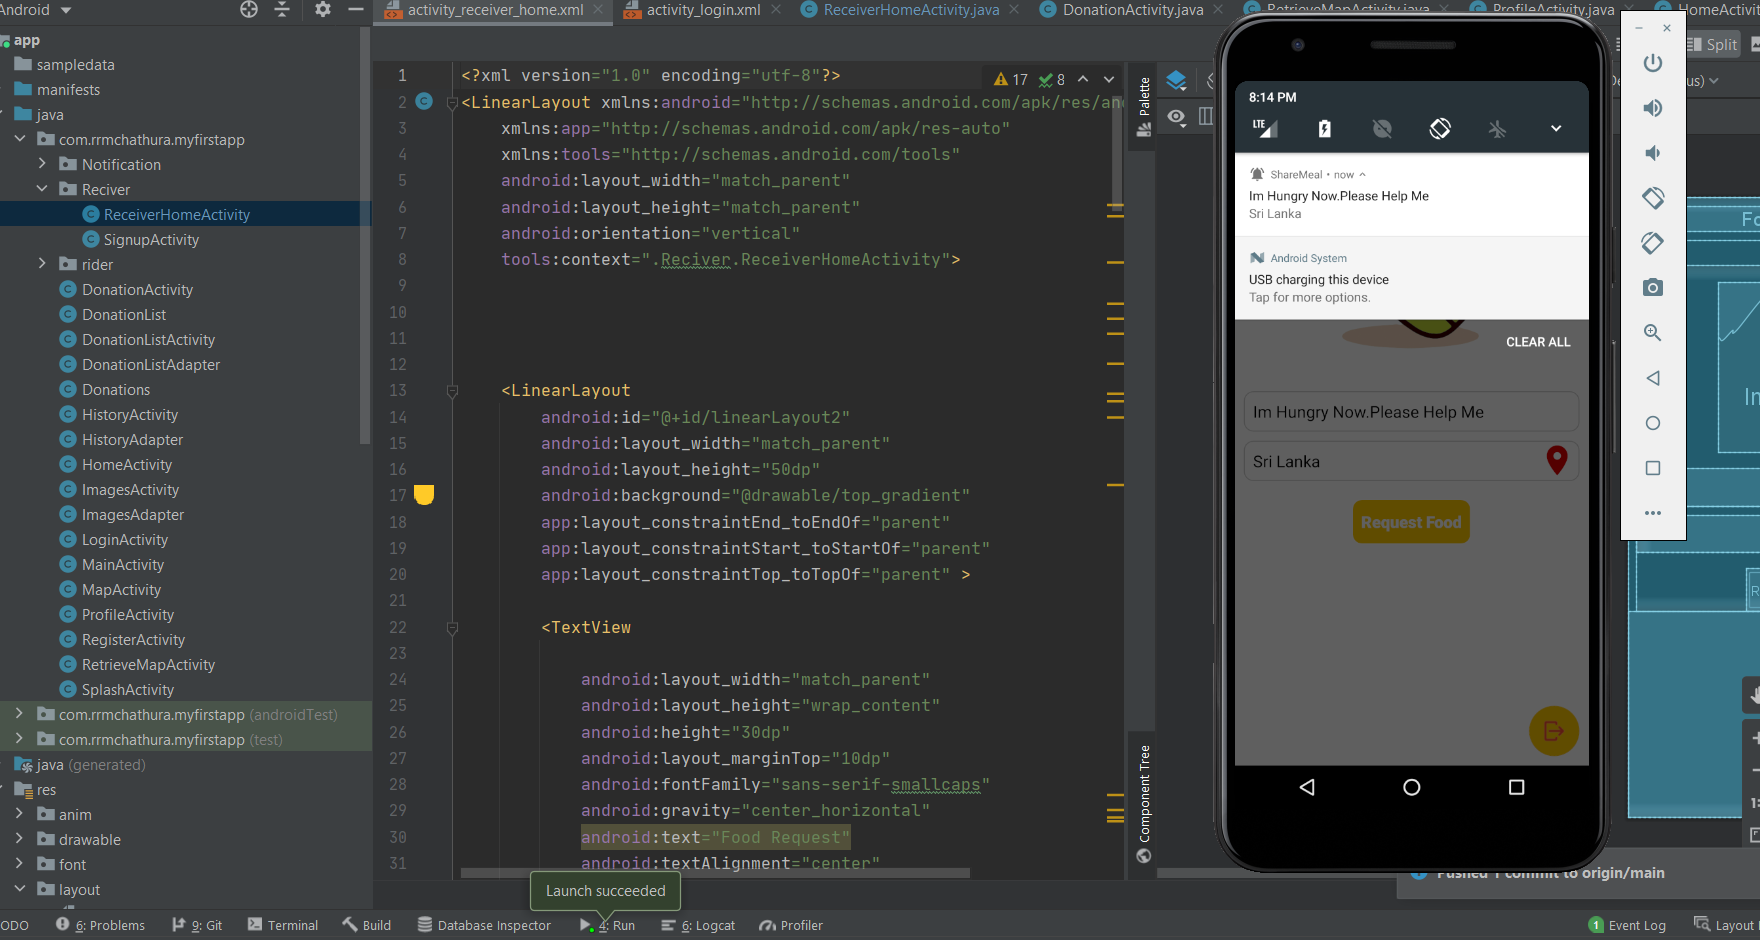 Android
activity_receiver_home.xml
activity_login.xml
ReceiverHomeActivity.java
DonationActivity.java
RetrieveMapActivity.java
ProfileActivity.java
HomeActivity
Split
app
sampledata
manifests
java
com.rrmchathura.myfirstapp
Notification
Reciver
ReceiverHomeActivity
SignupActivity
rider
DonationActivity
DonationList
DonationListActivity
DonationListAdapter
Donations
HistoryActivity
HistoryAdapter
HomeActivity
ImagesActivity
ImagesAdapter
LoginActivity
MainActivity
MapActivity
ProfileActivity
RegisterActivity
RetrieveMapActivity
SplashActivity
com.rrmchathura.myfirstapp (androidTest)
com.rrmchathura.myfirstapp (test)
java (generated)
res
anim
drawable
font
layout
17 8
1 <?xml version="1.0" encoding="utf-8"?>
2 <LinearLayout xmlns:android="http://schemas.android.com/apk/res/an
3 xmlns:app="http://schemas.android.com/apk/res-auto"
4 xmlns:tools="http://schemas.android.com/tools"
5 android:layout_width="match_parent"
6 android:layout_height="match_parent"
7 android:orientation="vertical"
8 tools:context=".Reciver.ReceiverHomeActivity">
9
10
11
12
13 <LinearLayout
14 android:id="@+id/linearLayout2"
15 android:layout_width="match_parent"
16 android:layout_height="50dp"
17 android:background="@drawable/top_gradient"
18 app:layout_constraintEnd_toEndOf="parent"
19 app:layout_constraintStart_toStartOf="parent"
20 app:layout_constraintTop_toTopOf="parent" >
21
22 <TextView
23
24 android:layout_width="match_parent"
25 android:layout_height="wrap_content"
26 android:height="30dp"
27 android:layout_marginTop="10dp"
28 android:fontFamily="sans-serif-smallcaps"
29 android:gravity="center_horizontal"
30 android:text="Food Request"
31 android:textAlignment="center"
Palette
Component Tree
8:14 PM
LTE
ShareMeal • now
Im Hungry Now.Please Help Me
Sri Lanka
Android System
USB charging this device
Tap for more options.
CLEAR ALL
Im Hungry Now.Please Help Me
Sri Lanka
Request Food
us)
Fo
In
R
Pushed 1 commit to origin/main
Launch succeeded
ODO
6: Problems
9: Git
Terminal
Build
Database Inspector
4: Run
6: Logcat
Profiler
1 Event Log
Layout